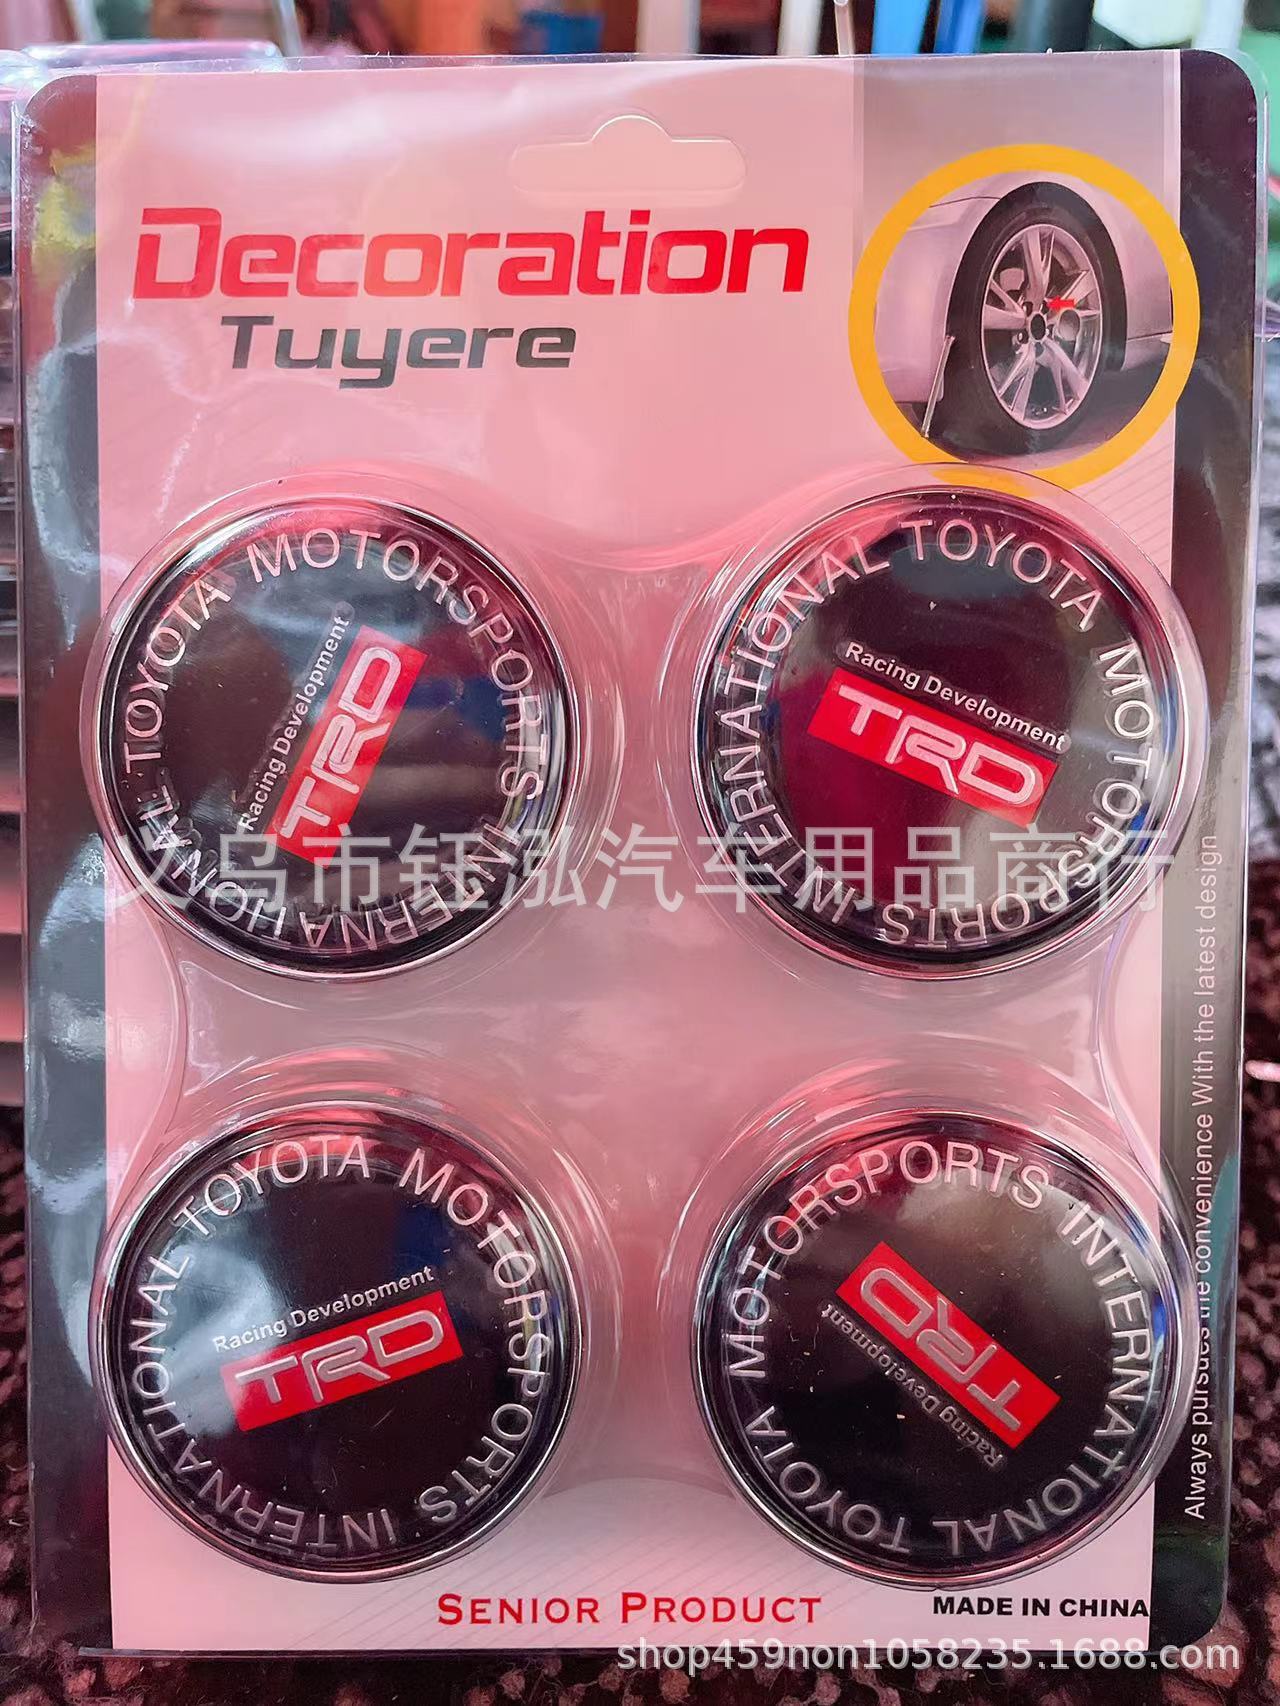 Decoration
Tuyere
TOYOTA MOTORSPORTS INTERNATIONAL
Racing Development
TRD
INTERNATIONAL TOYOTA MOTORSPORTS
Racing Development
TRD
义乌市钰泓汽车用品商行
INTERNATIONAL TOYOTA MOTORSPORTS
Racing Development
TRD
TOYOTA MOTORSPORTS INTERNATIONAL
Racing Development
TRD
Always pursues the convenience With the latest design
SENIOR PRODUCT
MADE IN CHINA
shop459non1058235.1688.com